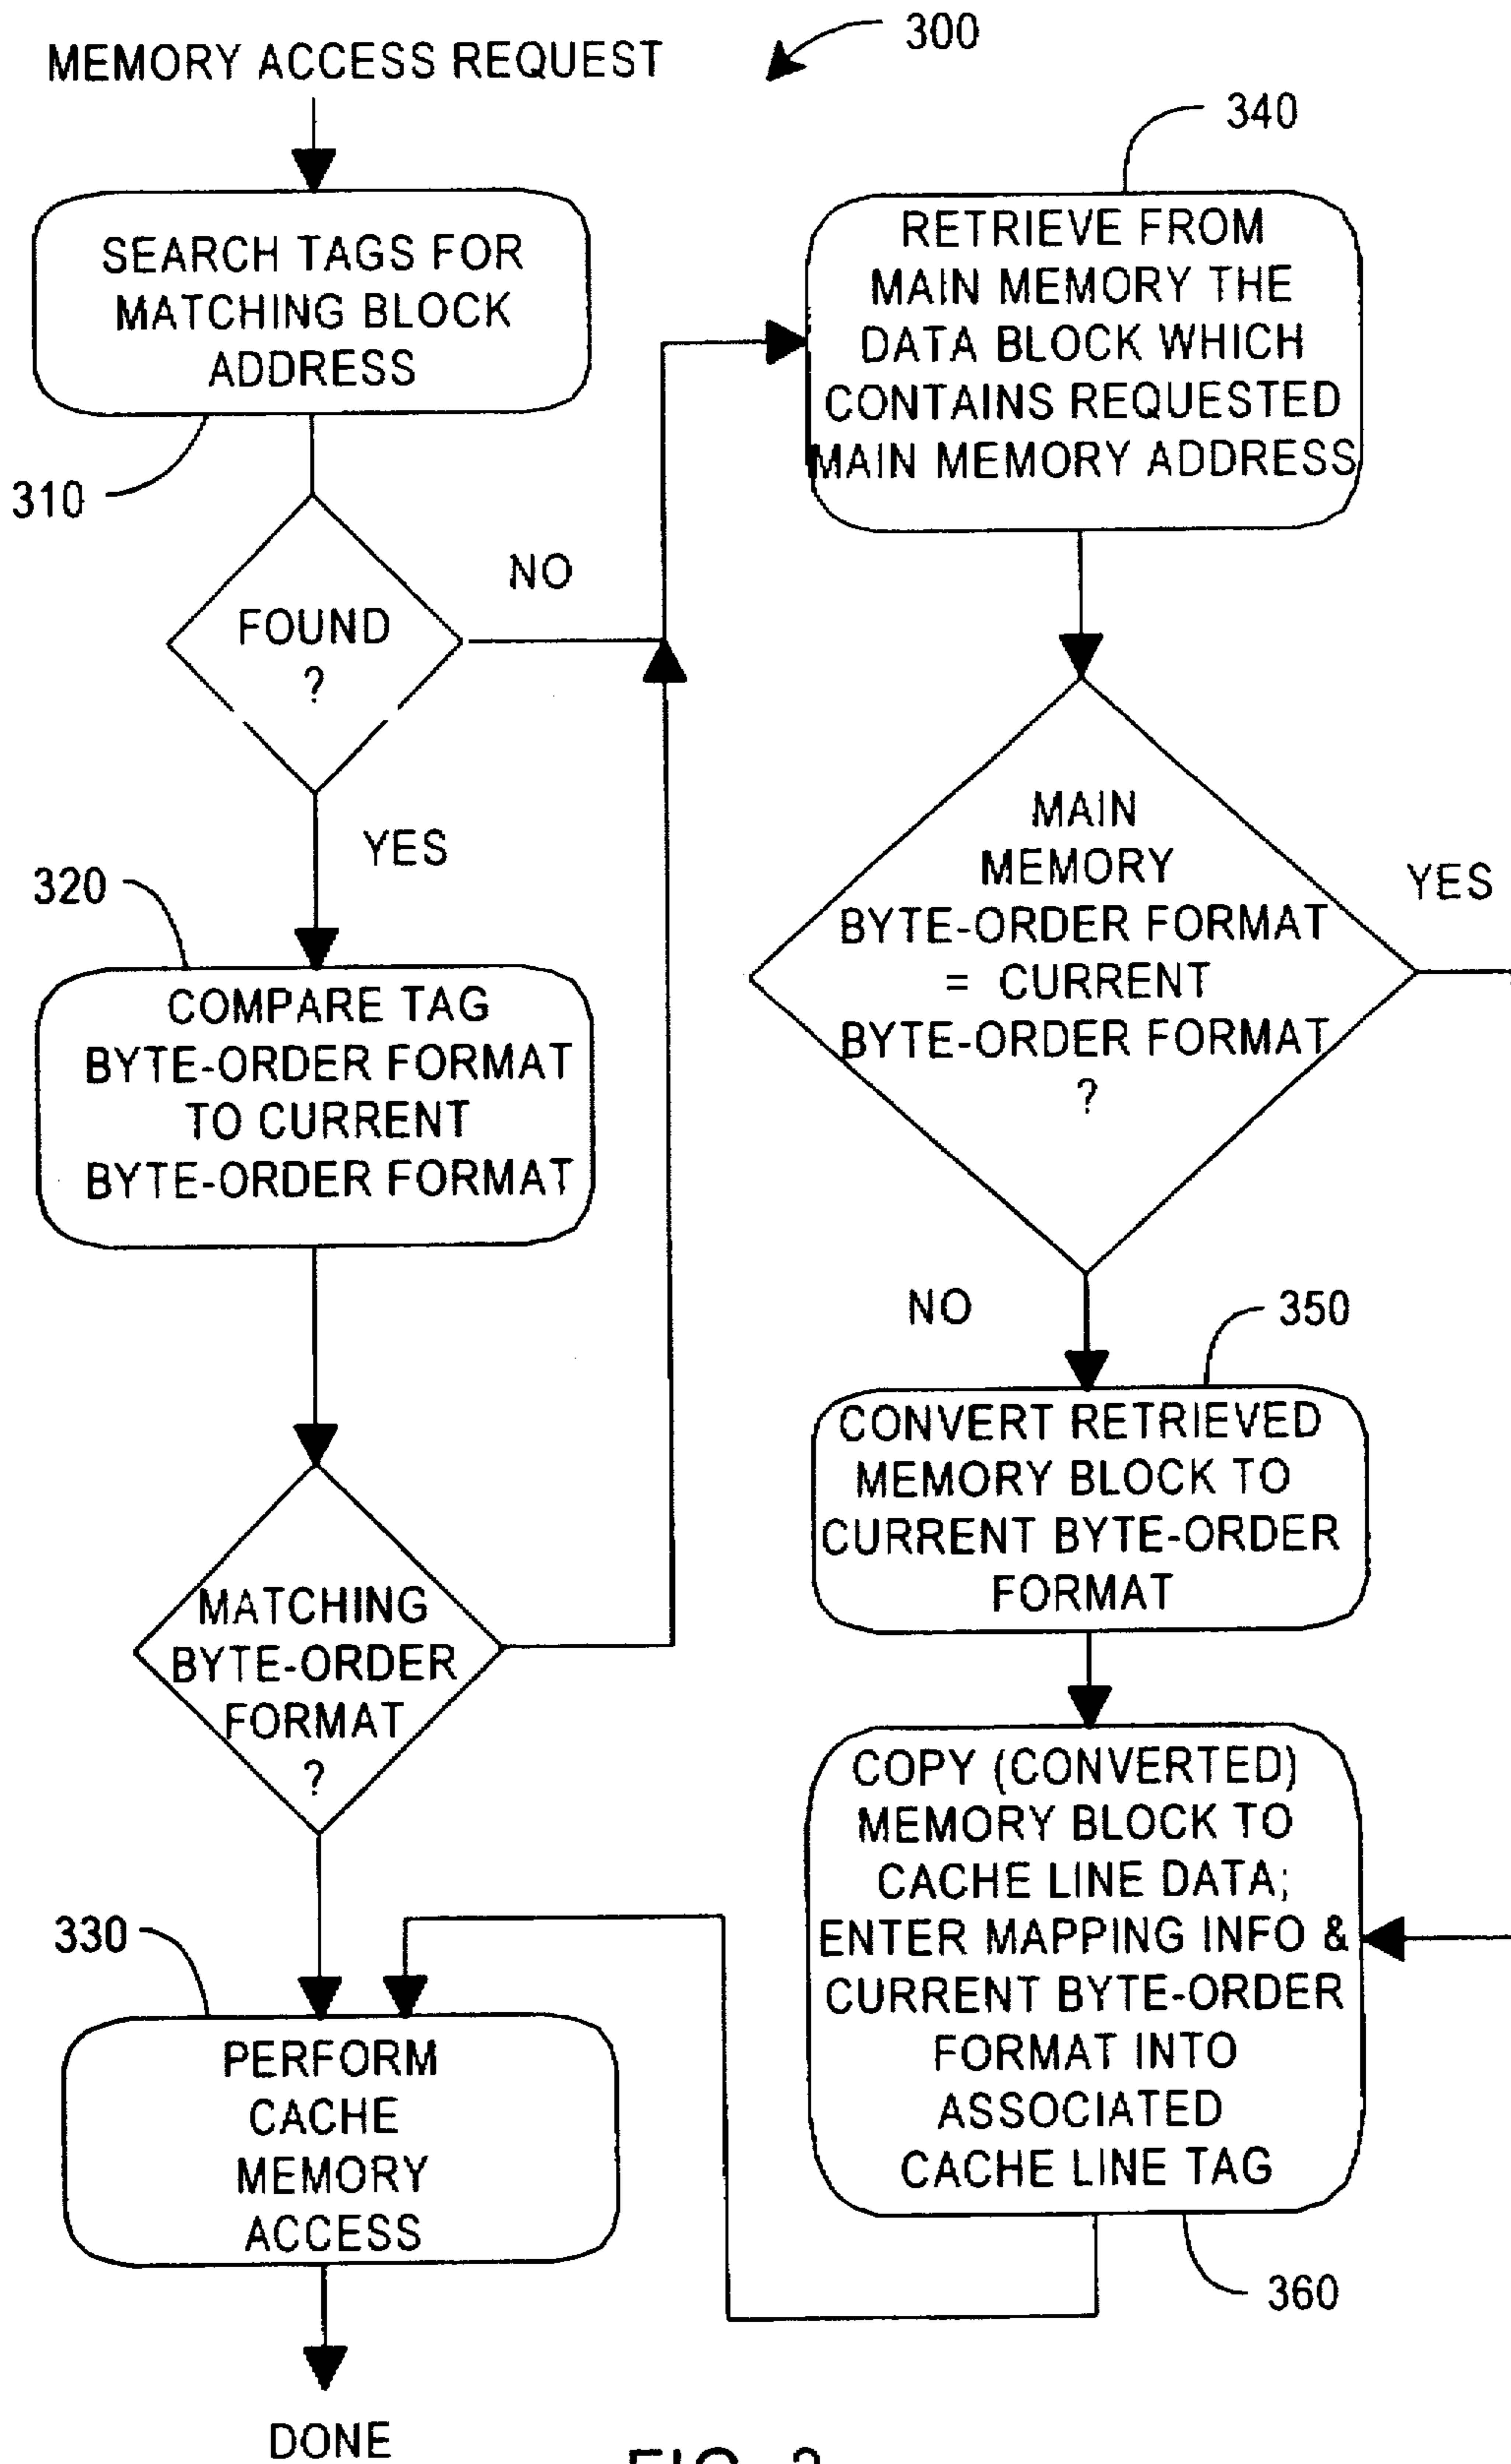 MEMORY ACCESS REQUEST
300
SEARCH TAGS FOR
MATCHING BLOCK
ADDRESS
310
FOUND
?
NO
YES
320
COMPARE TAG
BYTE-ORDER FORMAT
TO CURRENT
BYTE-ORDER FORMAT
MATCHING
BYTE-ORDER
FORMAT
?
330
PERFORM
CACHE
MEMORY
ACCESS
DONE
340
RETRIEVE FROM
MAIN MEMORY THE
DATA BLOCK WHICH
CONTAINS REQUESTED
MAIN MEMORY ADDRESS
MAIN
MEMORY
BYTE-ORDER FORMAT
= CURRENT
BYTE-ORDER FORMAT
?
YES
NO
350
CONVERT RETRIEVED
MEMORY BLOCK TO
CURRENT BYTE-ORDER
FORMAT
COPY (CONVERTED)
MEMORY BLOCK TO
CACHE LINE DATA;
ENTER MAPPING INFO &
CURRENT BYTE-ORDER
FORMAT INTO
ASSOCIATED
CACHE LINE TAG
360